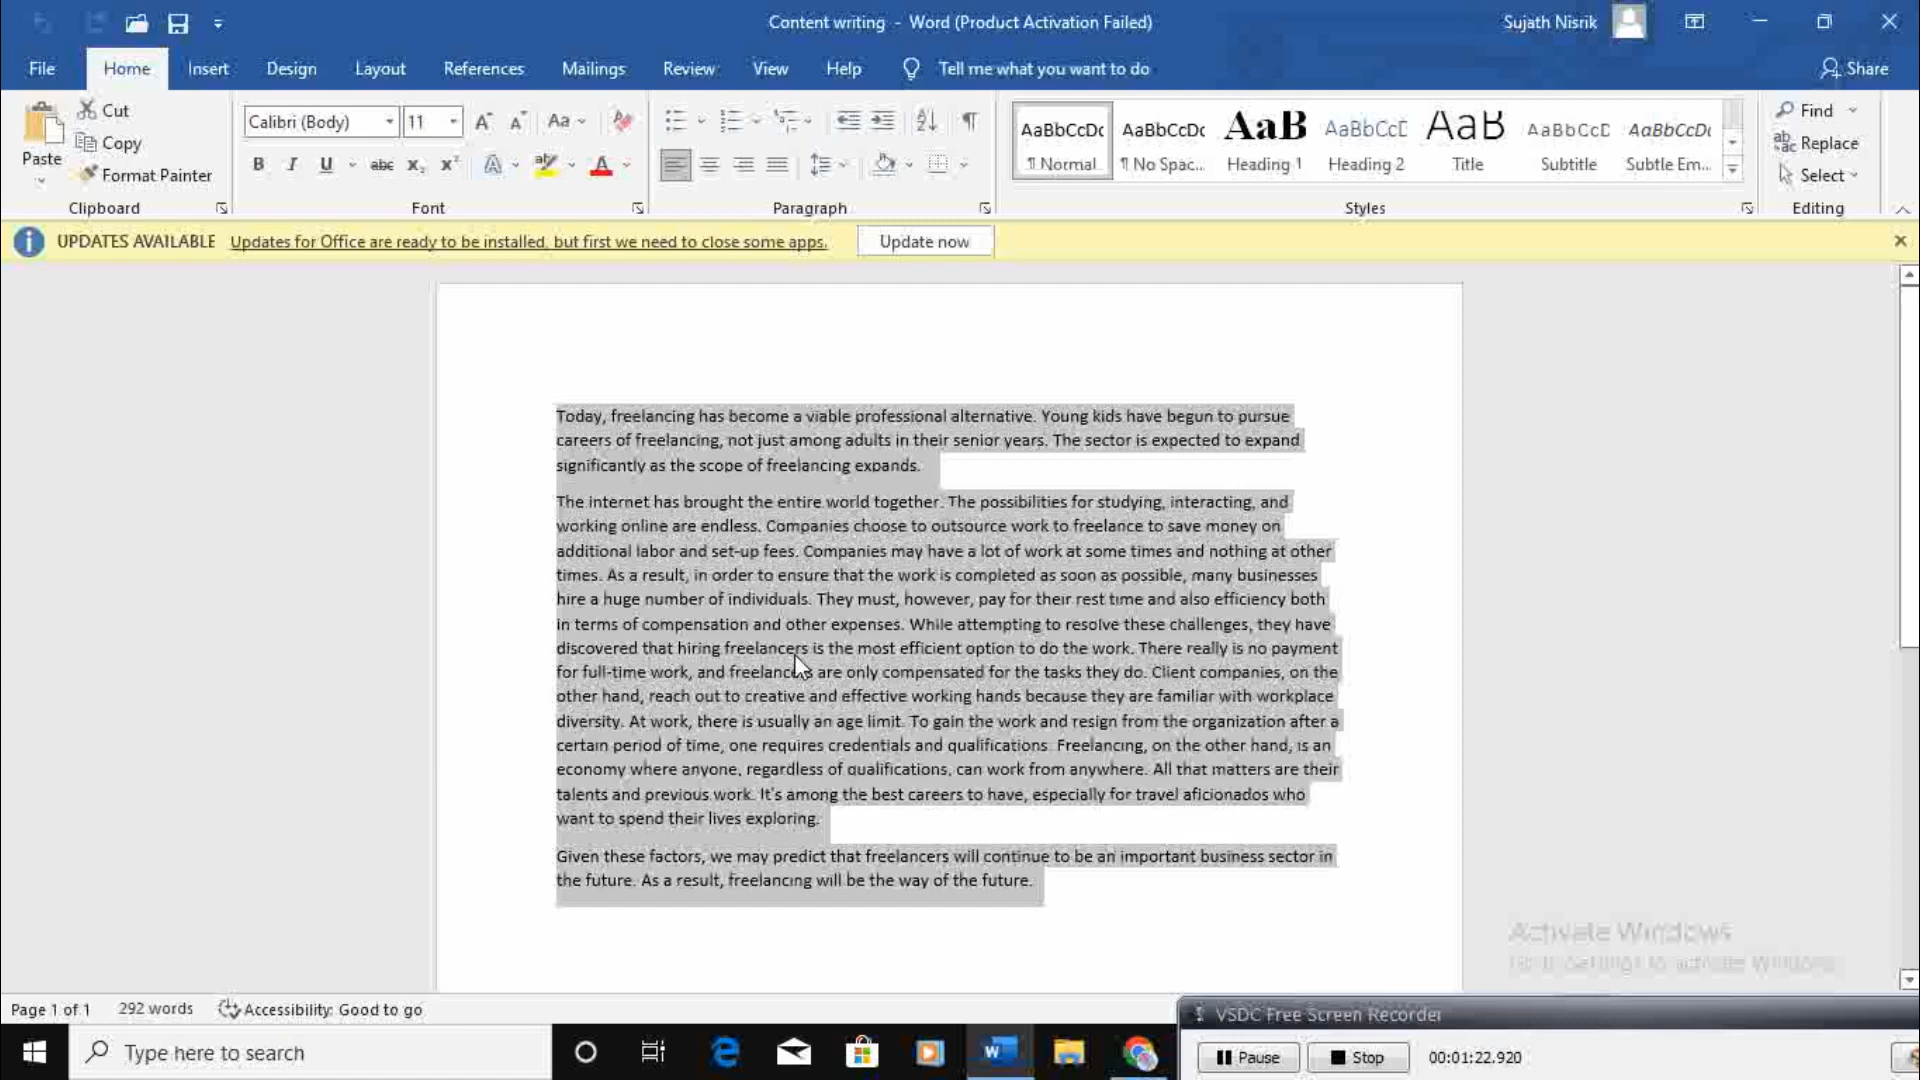 Content writing - Word (Product Activation Failed)
Sujath Nisrik
File Home Insert Design Layout References Mailings Review View Help Tell me what you want to do Share
Paste
Cut
Copy
Format Painter
Clipboard
Calibri (Body) 11
Font
Paragraph
AaBbCcDc AaBbCcDc AaB AaBbCcD AaB AaBbCcD AaBbCcDc
¶ Normal ¶ No Spac... Heading 1 Heading 2 Title Subtitle Subtle Em...
Styles
Find
Replace
Select
Editing
UPDATES AVAILABLE Updates for Office are ready to be installed, but first we need to close some apps. Update now
Today, freelancing has become a viable professional alternative. Young kids have begun to pursue
careers of freelancing, not just among adults in their senior years. The sector is expected to expand
significantly as the scope of freelancing expands.
The internet has brought the entire world together. The possibilities for studying, interacting, and
working online are endless. Companies choose to outsource work to freelance to save money on
additional labor and set-up fees. Companies may have a lot of work at some times and nothing at other
times. As a result, in order to ensure that the work is completed as soon as possible, many businesses
hire a huge number of individuals. They must, however, pay for their rest time and also efficiency both
in terms of compensation and other expenses. While attempting to resolve these challenges, they have
discovered that hiring freelancers is the most efficient option to do the work. There really is no payment
for full-time work, and freelancers are only compensated for the tasks they do. Client companies, on the
other hand, reach out to creative and effective working hands because they are familiar with workplace
diversity. At work, there is usually an age limit. To gain the work and resign from the organization after a
certain period of time, one requires credentials and qualifications. Freelancing, on the other hand, is an
economy where anyone, regardless of qualifications, can work from anywhere. All that matters are their
talents and previous work. It's among the best careers to have, especially for travel aficionados who
want to spend their lives exploring.
Given these factors, we may predict that freelancers will continue to be an important business sector in
the future. As a result, freelancing will be the way of the future.
Activate Windows
Go to Settings to activate Windows.
Page 1 of 1 292 words Accessibility: Good to go
VSDC Free Screen Recorder
Type here to search
Pause Stop 00:01:22.920